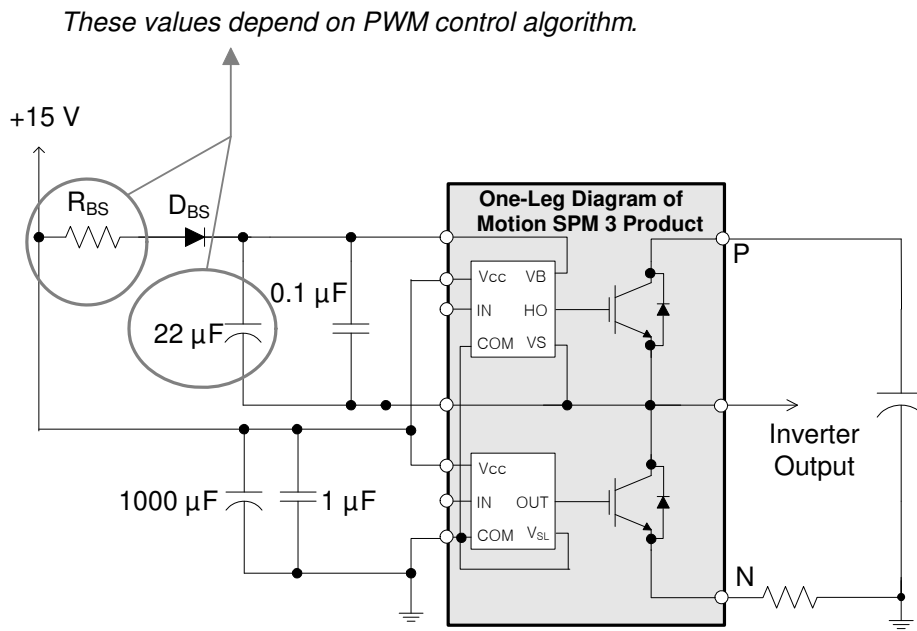 These values depend on PWM control algorithm.
+15 V
R_BS
D_BS
One-Leg Diagram of
Motion SPM 3 Product
P
Vcc VB
0.1 µF
IN HO
22 µF
COM VS
Inverter
Output
Vcc
1000 µF
1 µF
IN OUT
COM V_SL
N